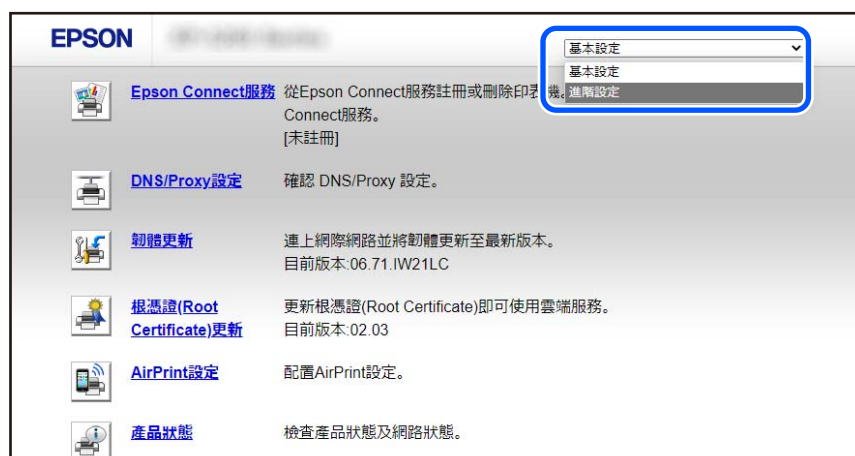 EPSON
基本設定
基本設定
進階設定
Epson Connect服務 從Epson Connect服務註冊或刪除印表機。
Connect服務。
[未註冊]
DNS/Proxy設定 確認 DNS/Proxy 設定。
韌體更新 連上網際網路並將韌體更新至最新版本。
目前版本:06.71.IW21LC
根憑證(Root 更新根憑證(Root Certificate)即可使用雲端服務。
Certificate)更新 目前版本:02.03
AirPrint設定 配置AirPrint設定。
產品狀態 檢查產品狀態及網路狀態。